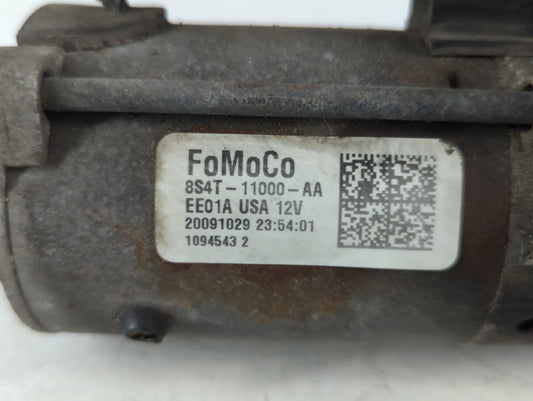 FoMoCo
8S4T-11000-AA
EE01A USA 12V
20091029 23:54:01
1094543 2